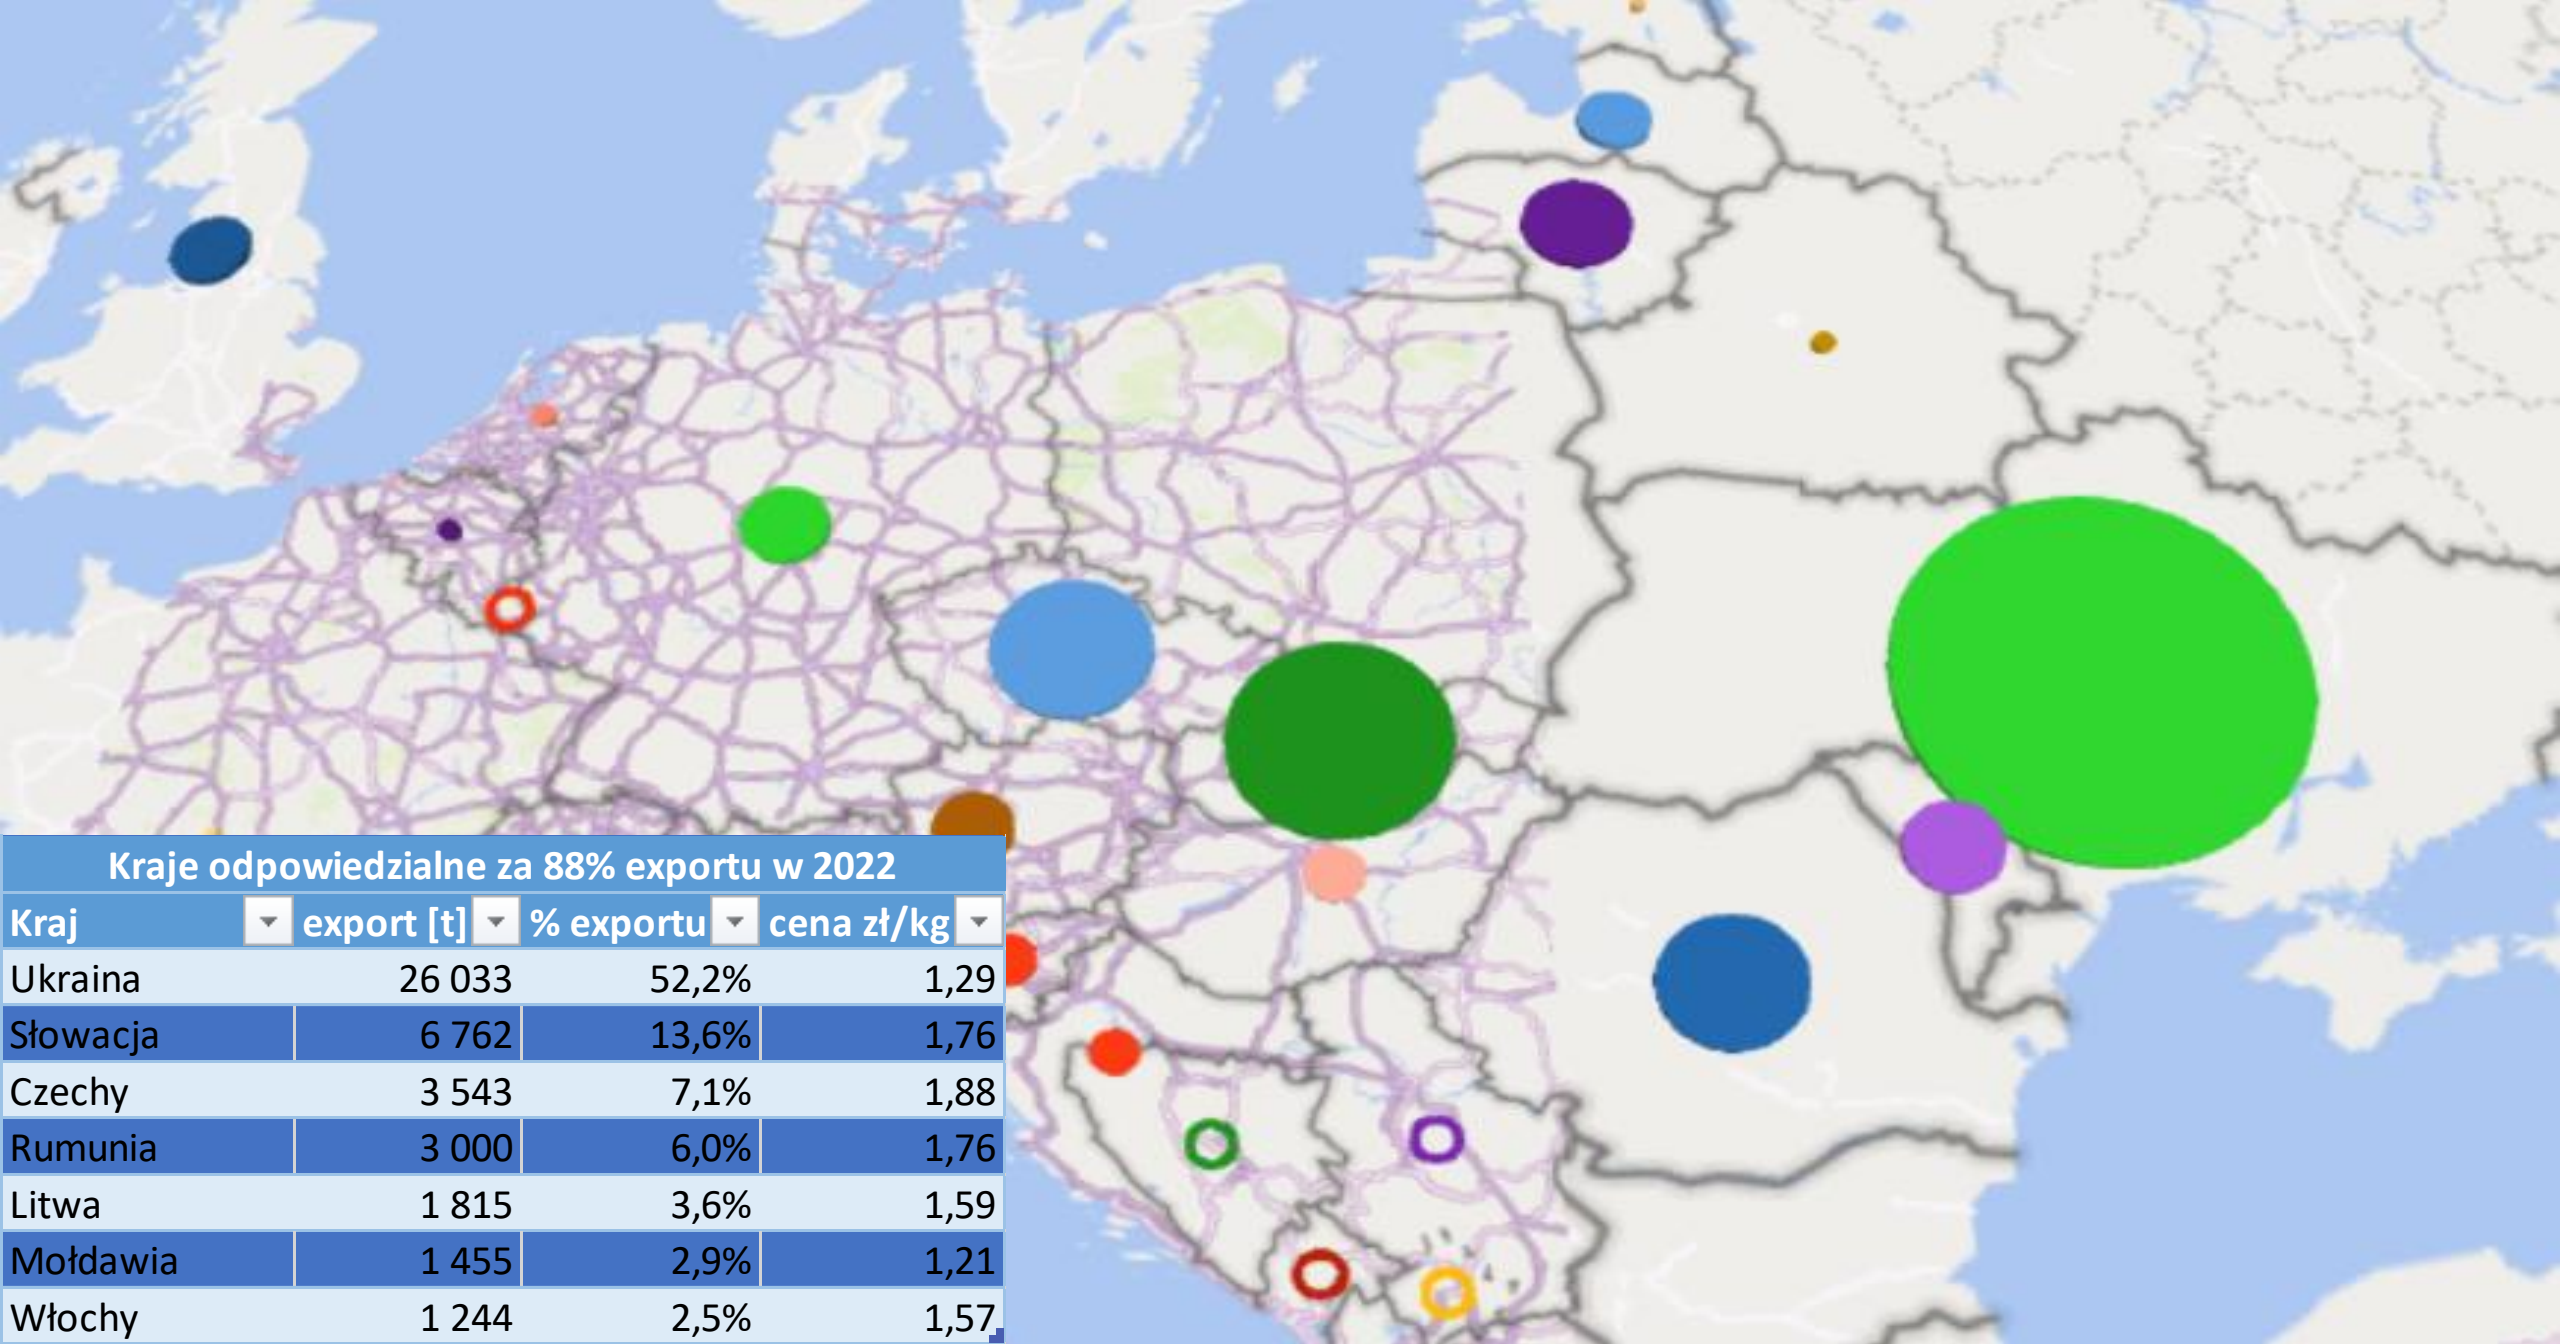 Kraje odpowiedzialne za 88% exportu w 2022
Kraj export [t] % exportu cena zł/kg
Ukraina 26 033 52,2% 1,29
Słowacja 6 762 13,6% 1,76
Czechy 3 543 7,1% 1,88
Rumunia 3 000 6,0% 1,76
Litwa 1 815 3,6% 1,59
Mołdawia 1 455 2,9% 1,21
Włochy 1 244 2,5% 1,57